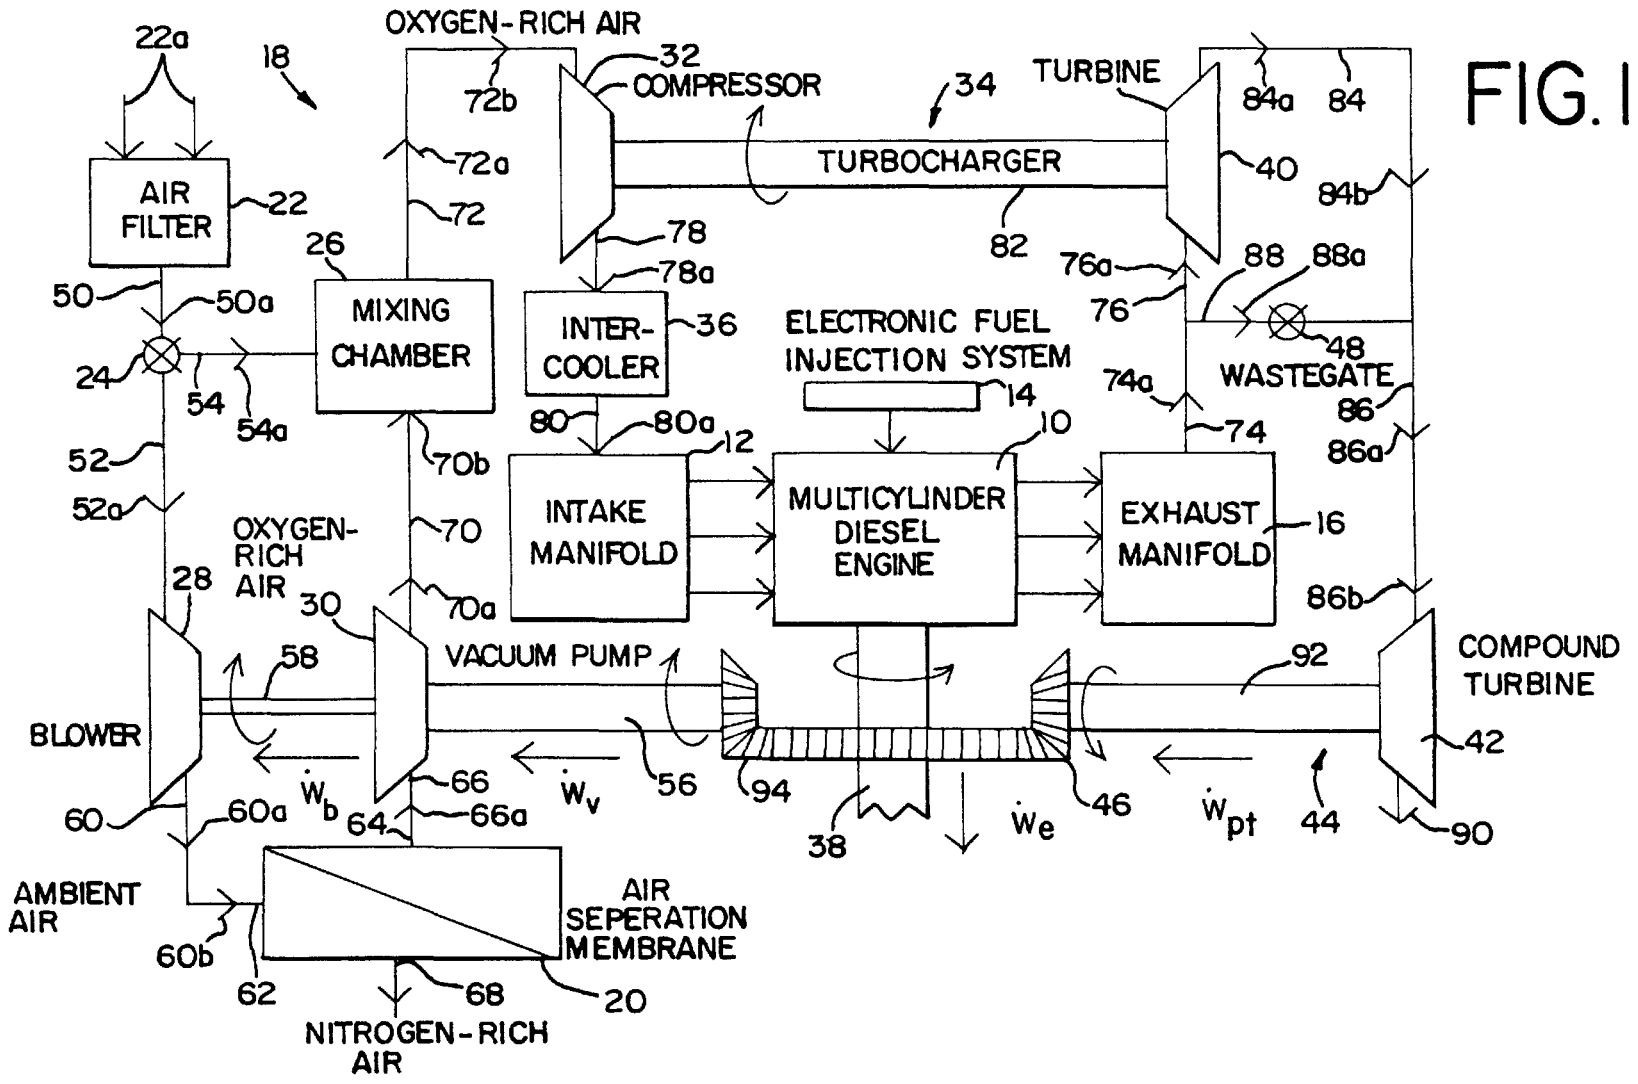 FIG. 1
OXYGEN-RICH AIR
22a
18
72b
32
COMPRESSOR
34
TURBINE
84a
84
72a
TURBOCHARGER
40
84b
AIR
FILTER
22
72
82
26
78
78a
76a
76
88
88a
50
50a
MIXING
CHAMBER
INTER-
COOLER
36
ELECTRONIC FUEL
INJECTION SYSTEM
14
48
WASTEGATE
24
54
54a
80
80a
12
10
74a
74
86
86a
52
52a
70b
70
OXYGEN-
RICH
AIR
INTAKE
MANIFOLD
MULTICYLINDER
DIESEL
ENGINE
EXHAUST
MANIFOLD
16
28
30
70a
86b
VACUUM PUMP
58
92
COMPOUND
TURBINE
BLOWER
42
56
94
46
44
66
66a
60
60a
64
Ẇb
Ẇv
38
Ẇe
Ẇpt
90
AMBIENT
AIR
AIR
SEPERATION
MEMBRANE
60b
62
68
20
NITROGEN-RICH
AIR